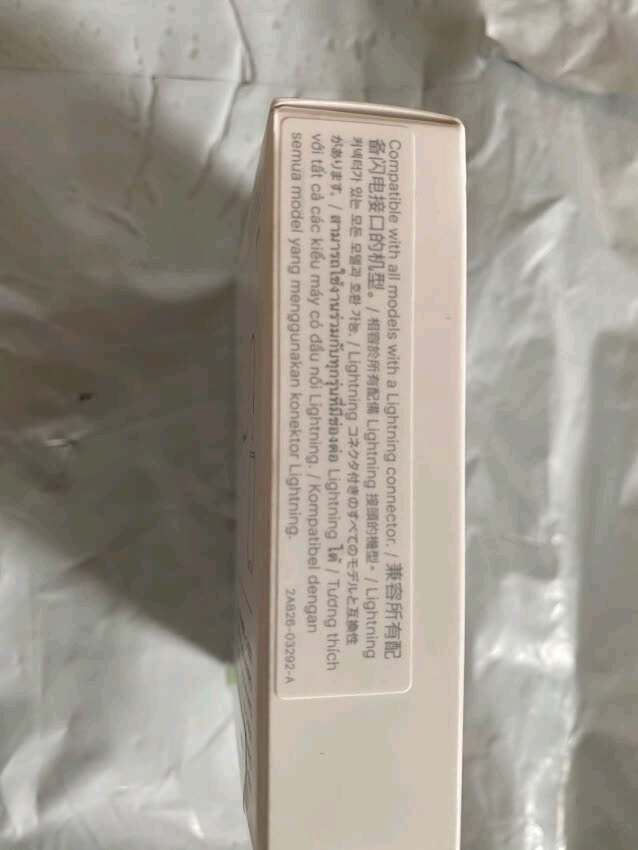 Compatible with all models with a Lightning connector. / 兼容所有配
备闪电接口的机型。 / 相容於所有配備 Lightning 接頭的機型。 / Lightning
커넥터가 있는 모든 모델과 호환 가능. / Lightning コネクタ付きのすべてのモデルと互換性
があります。 / สามารถใช้งานร่วมกับทุกรุ่นที่มีช่องต่อ Lightning ได้ / Tương thích
với tất cả các kiểu máy có đầu nối Lightning. / Kompatibel dengan
semua model yang menggunakan konektor Lightning.
2A826-03292-A